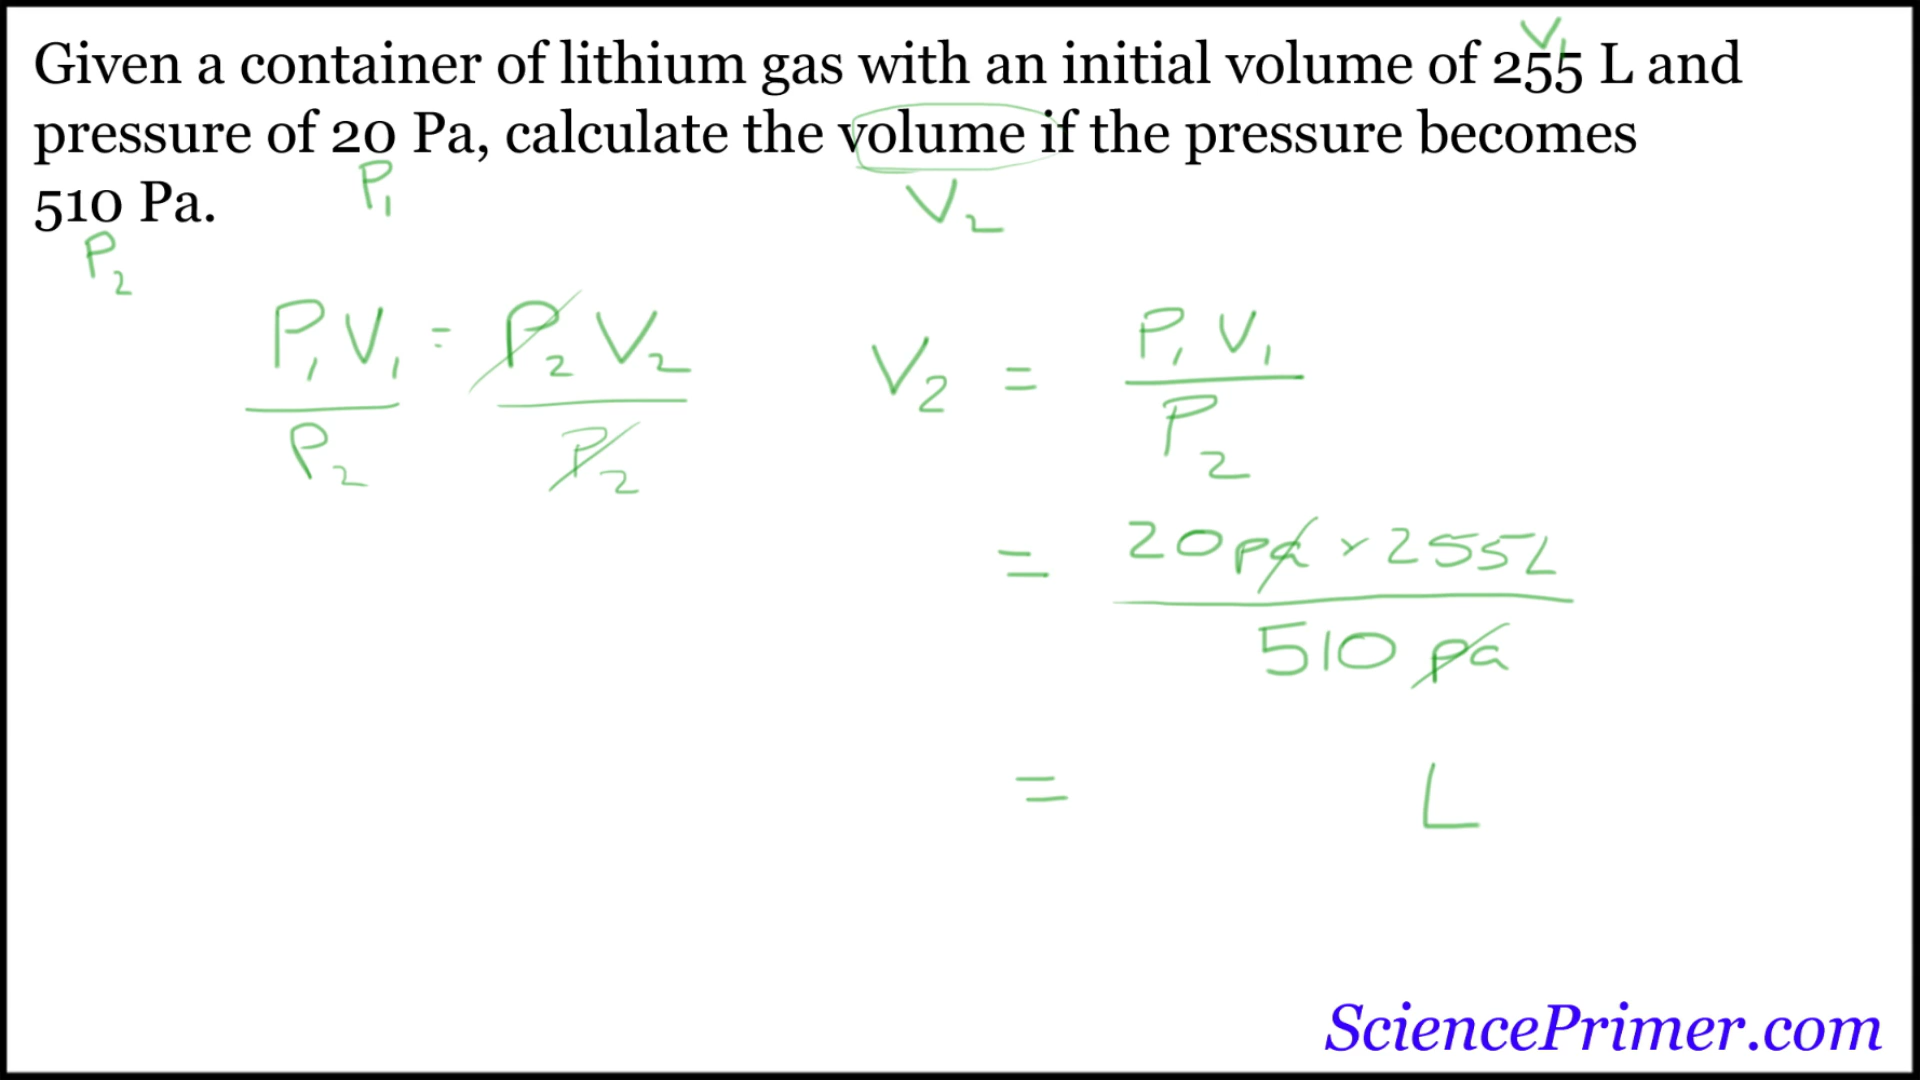 V₁
Given a container of lithium gas with an initial volume of 255 L and
pressure of 20 Pa, calculate the volume if the pressure becomes
P₁ V₂
510 Pa.
P₂
P₁V₁ = P₂V₂ V₂ = P₁V₁
P₂ P₂ P₂
= 20pa × 255L
510 pa
= L
SciencePrimer.com